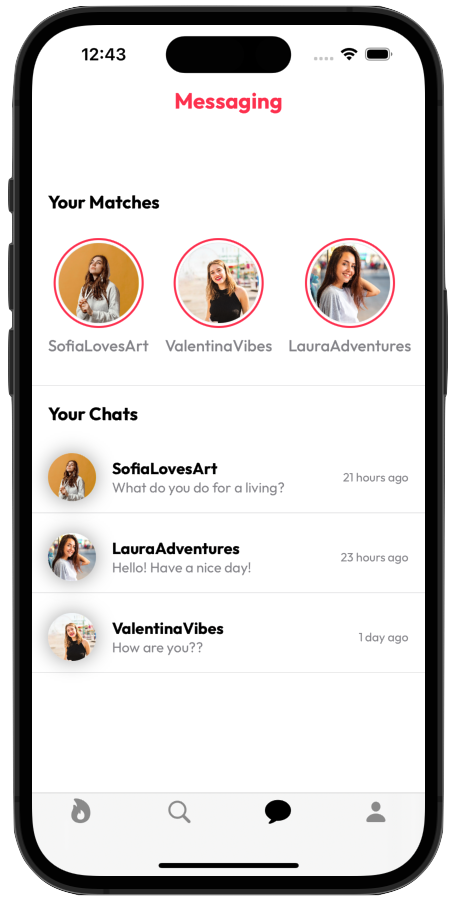 12:43
Messaging
Your Matches
SofiaLovesArt ValentinaVibes LauraAdventures
Your Chats
SofiaLovesArt
What do you do for a living?
21 hours ago
LauraAdventures
Hello! Have a nice day!
23 hours ago
ValentinaVibes
How are you??
1 day ago